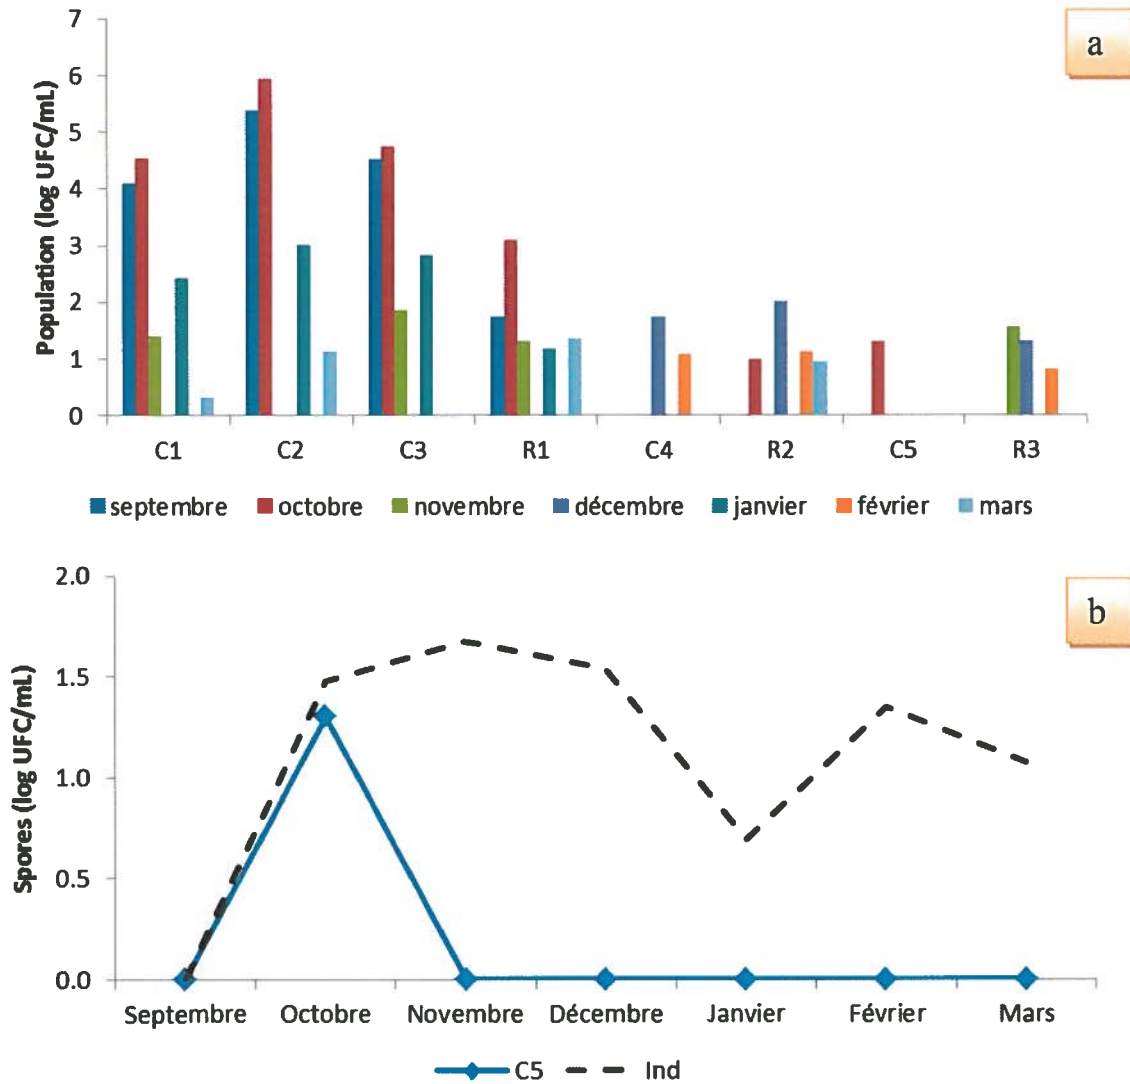 a
Population (log UFC/mL)
7
6
5
4
3
2
1
0
C1 C2 C3 R1 C4 R2 C5 R3
septembre octobre novembre décembre janvier février mars
b
Spores (log UFC/mL)
2.0
1.5
1.0
0.5
0.0
Septembre Octobre Novembre Décembre Janvier Février Mars
C5 Ind